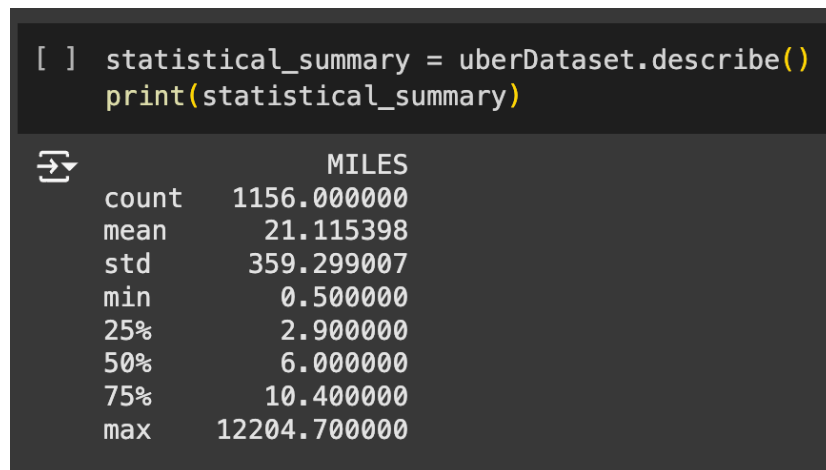 [ ] statistical_summary = uberDataset.describe()
print(statistical_summary)
MILES
count 1156.000000
mean 21.115398
std 359.299007
min 0.500000
25% 2.900000
50% 6.000000
75% 10.400000
max 12204.700000